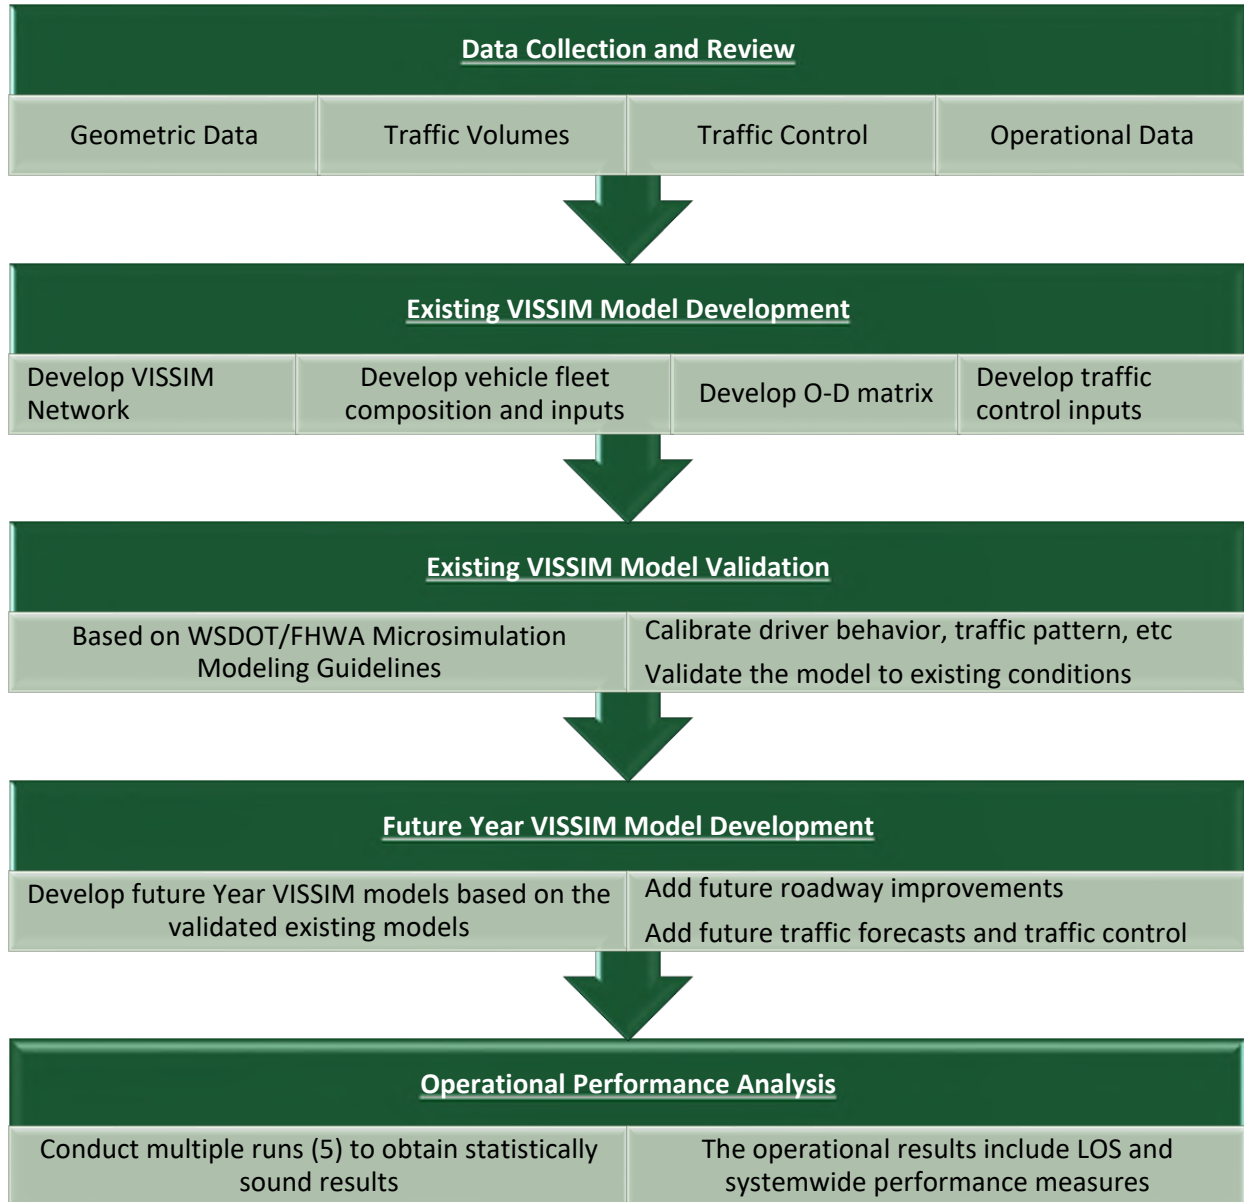 Data Collection and Review
Geometric Data
Traffic Volumes
Traffic Control
Operational Data
Existing VISSIM Model Development
Develop VISSIM
Network
Develop vehicle fleet
composition and inputs
Develop O-D matrix
Develop traffic
control inputs
Existing VISSIM Model Validation
Based on WSDOT/FHWA Microsimulation
Modeling Guidelines
Calibrate driver behavior, traffic pattern, etc
Validate the model to existing conditions
Future Year VISSIM Model Development
Develop future Year VISSIM models based on the
validated existing models
Add future roadway improvements
Add future traffic forecasts and traffic control
Operational Performance Analysis
Conduct multiple runs (5) to obtain statistically
sound results
The operational results include LOS and
systemwide performance measures